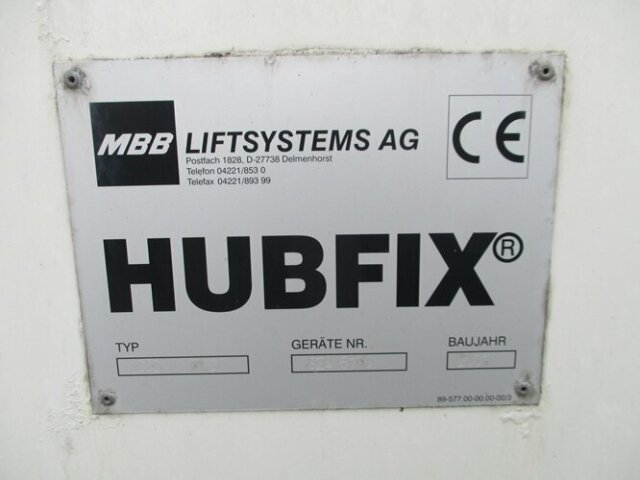 MBB LIFTSYSTEMS AG
Postfach 1828, D-27738 Delmenhorst
Telefon 04221/853 0
Telefax 04221/893 99
CE
HUBFIX®
TYP GERÄTE NR. BAUJAHR
89-577.00-00.00-00/3